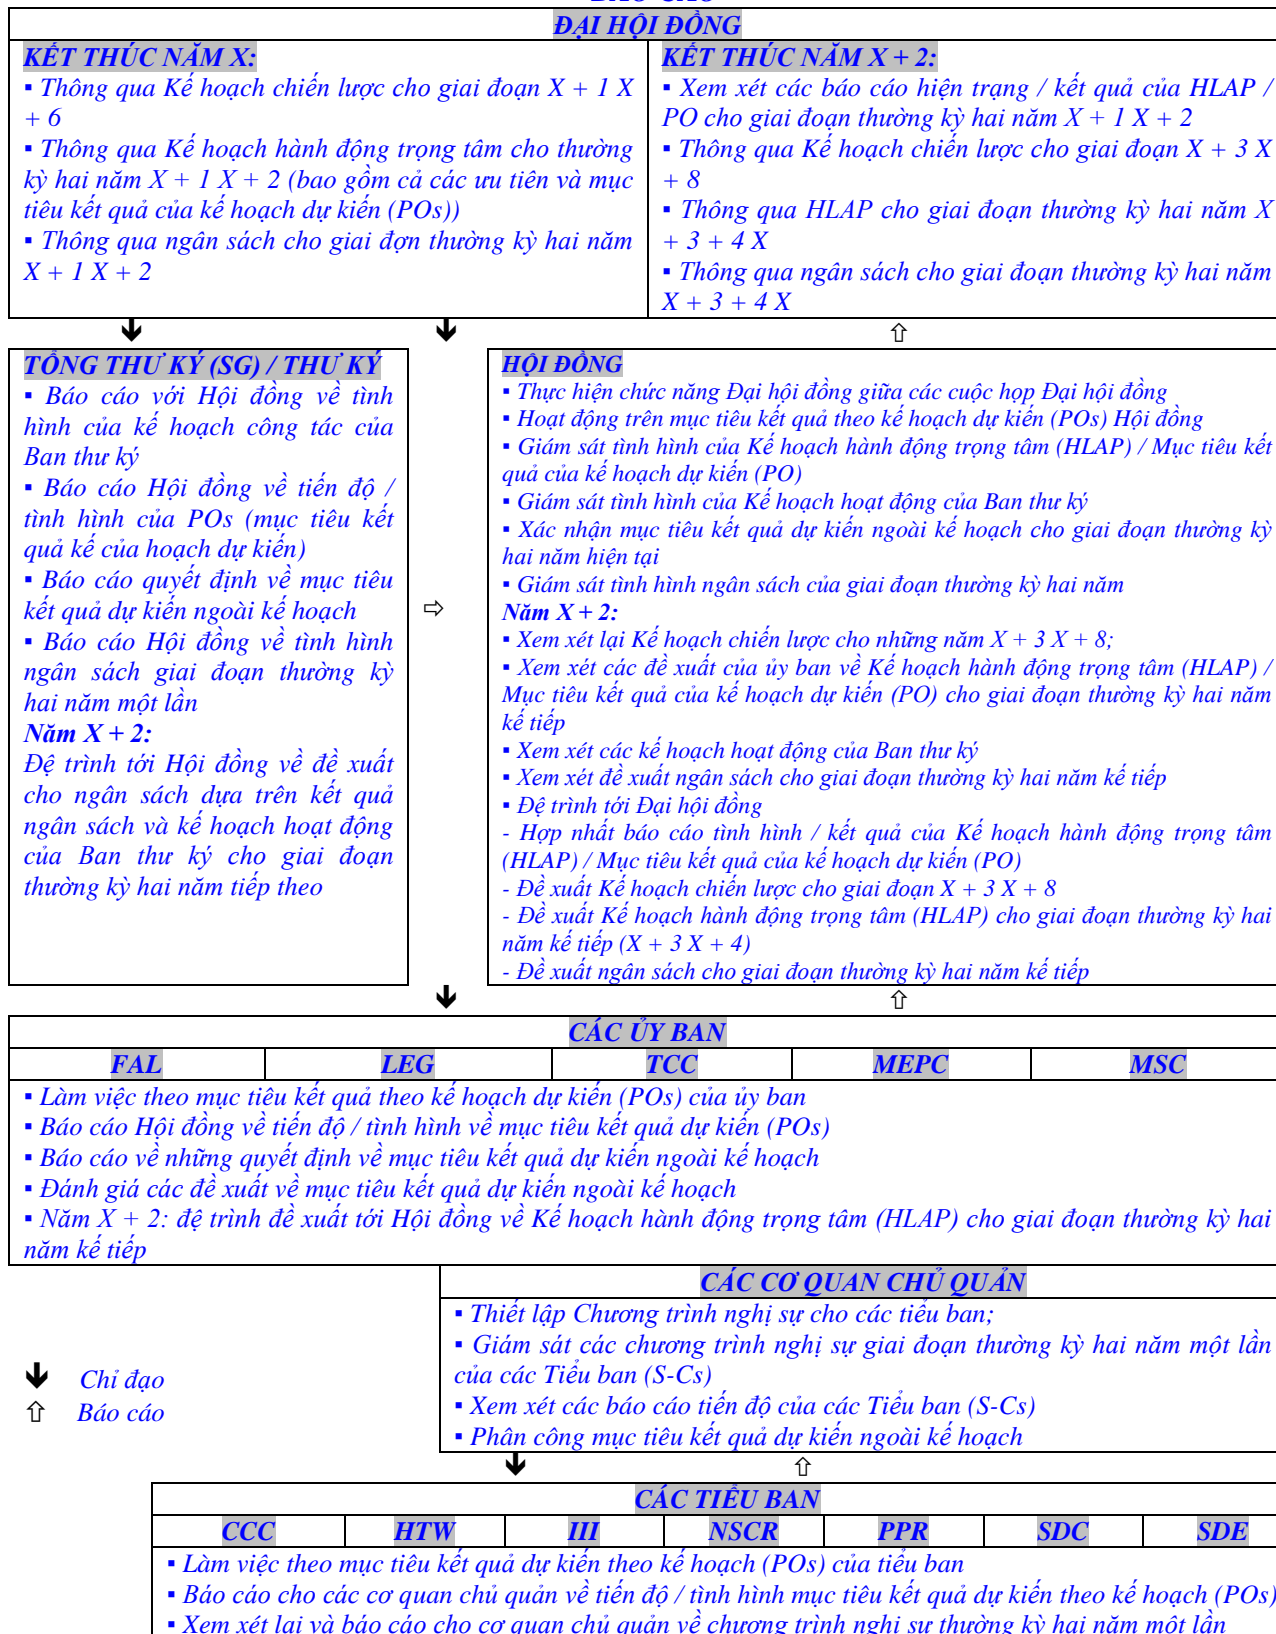 BÁO CÁO
ĐẠI HỘI ĐỒNG
KẾT THÚC NĂM X:
▪ Thông qua Kế hoạch chiến lược cho giai đoạn X + 1 X
+ 6
▪ Thông qua Kế hoạch hành động trọng tâm cho thường
kỳ hai năm X + 1 X + 2 (bao gồm cả các ưu tiên và mục
tiêu kết quả của kế hoạch dự kiến (POs))
▪ Thông qua ngân sách cho giai đợn thường kỳ hai năm
X + 1 X + 2
KẾT THÚC NĂM X + 2:
▪ Xem xét các báo cáo hiện trạng / kết quả của HLAP /
PO cho giai đoạn thường kỳ hai năm X + 1 X + 2
▪ Thông qua Kế hoạch chiến lược cho giai đoạn X + 3 X
+ 8
▪ Thông qua HLAP cho giai đoạn thường kỳ hai năm X
+ 3 + 4 X
▪ Thông qua ngân sách cho giai đoạn thường kỳ hai năm
X + 3 + 4 X
TỔNG THƯ KÝ (SG) / THƯ KÝ
▪ Báo cáo với Hội đồng về tình
hình của kế hoạch công tác của
Ban thư ký
▪ Báo cáo Hội đồng về tiến độ /
tình hình của POs (mục tiêu kết
quả kế của hoạch dự kiến)
▪ Báo cáo quyết định về mục tiêu
kết quả dự kiến ngoài kế hoạch
▪ Báo cáo Hội đồng về tình hình
ngân sách giai đoạn thường kỳ
hai năm một lần
Năm X + 2:
Đệ trình tới Hội đồng về đề xuất
cho ngân sách dựa trên kết quả
ngân sách và kế hoạch hoạt động
của Ban thư ký cho giai đoạn
thường kỳ hai năm tiếp theo
HỘI ĐỒNG
▪ Thực hiện chức năng Đại hội đồng giữa các cuộc họp Đại hội đồng
▪ Hoạt động trên mục tiêu kết quả theo kế hoạch dự kiến (POs) Hội đồng
▪ Giám sát tình hình của Kế hoạch hành động trọng tâm (HLAP) / Mục tiêu kết
quả của kế hoạch dự kiến (PO)
▪ Giám sát tình hình của Kế hoạch hoạt động của Ban thư ký
▪ Xác nhận mục tiêu kết quả dự kiến ngoài kế hoạch cho giai đoạn thường kỳ
hai năm hiện tại
▪ Giám sát tình hình ngân sách của giai đoạn thường kỳ hai năm
Năm X + 2:
▪ Xem xét lại Kế hoạch chiến lược cho những năm X + 3 X + 8;
▪ Xem xét các đề xuất của ủy ban về Kế hoạch hành động trọng tâm (HLAP) /
Mục tiêu kết quả của kế hoạch dự kiến (PO) cho giai đoạn thường kỳ hai năm
kế tiếp
▪ Xem xét các kế hoạch hoạt động của Ban thư ký
▪ Xem xét đề xuất ngân sách cho giai đoạn thường kỳ hai năm kế tiếp
▪ Đệ trình tới Đại hội đồng
- Hợp nhất báo cáo tình hình / kết quả của Kế hoạch hành động trọng tâm
(HLAP) / Mục tiêu kết quả của kế hoạch dự kiến (PO)
- Đề xuất Kế hoạch chiến lược cho giai đoạn X + 3 X + 8
- Đề xuất Kế hoạch hành động trọng tâm (HLAP) cho giai đoạn thường kỳ hai
năm kế tiếp (X + 3 X + 4)
- Đề xuất ngân sách cho giai đoạn thường kỳ hai năm kế tiếp
CÁC ỦY BAN
FAL LEG TCC MEPC MSC
▪ Làm việc theo mục tiêu kết quả theo kế hoạch dự kiến (POs) của ủy ban
▪ Báo cáo Hội đồng về tiến độ / tình hình về mục tiêu kết quả dự kiến (POs)
▪ Báo cáo về những quyết định về mục tiêu kết quả dự kiến ngoài kế hoạch
▪ Đánh giá các đề xuất về mục tiêu kết quả dự kiến ngoài kế hoạch
▪ Năm X + 2: đệ trình đề xuất tới Hội đồng về Kế hoạch hành động trọng tâm (HLAP) cho giai đoạn thường kỳ hai
năm kế tiếp
CÁC CƠ QUAN CHỦ QUẢN
▪ Thiết lập Chương trình nghị sự cho các tiểu ban;
▪ Giám sát các chương trình nghị sự giai đoạn thường kỳ hai năm một lần
của các Tiểu ban (S-Cs)
▪ Xem xét các báo cáo tiến độ của các Tiểu ban (S-Cs)
▪ Phân công mục tiêu kết quả dự kiến ngoài kế hoạch
Chỉ đạo
Báo cáo
CÁC TIỂU BAN
CCC HTW III NSCR PPR SDC SDE
▪ Làm việc theo mục tiêu kết quả dự kiến theo kế hoạch (POs) của tiểu ban
▪ Báo cáo cho các cơ quan chủ quản về tiến độ / tình hình mục tiêu kết quả dự kiến theo kế hoạch (POs)
▪ Xem xét lại và báo cáo cho cơ quan chủ quản về chương trình nghị sự thường kỳ hai năm một lần